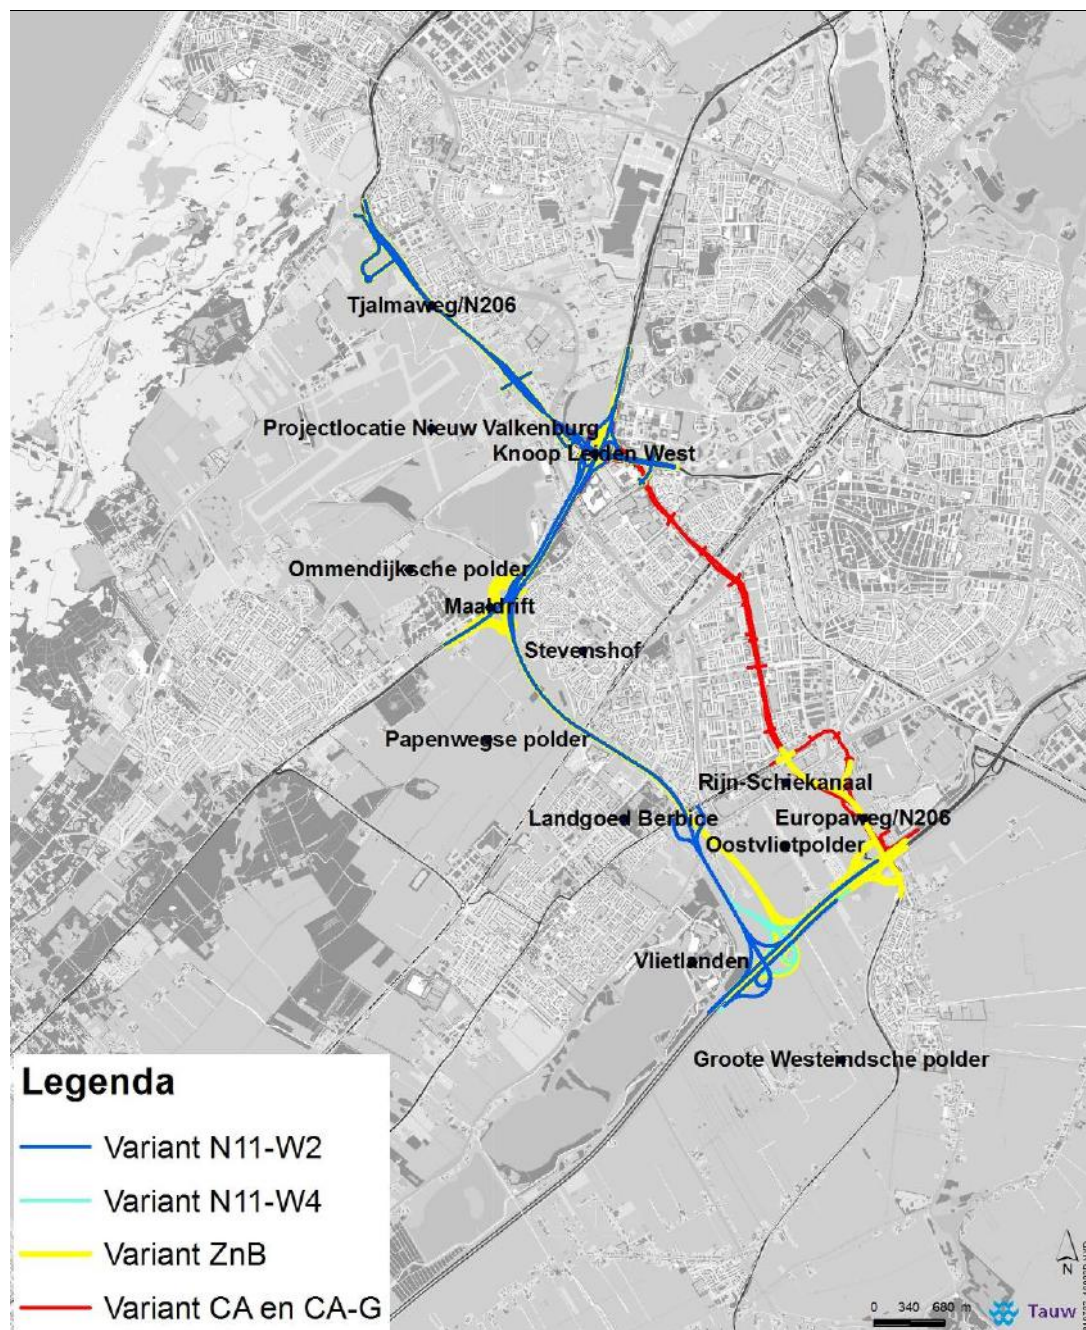 Tjalmaweg/N206
Projectlocatie Nieuw Valkenburg
Knoop Leiden West
Ommendijksche polder
Maaldrift
Stevenshof
Papenwegse polder
Rijn-Schiekanaal
Landgoed Berbice
Europaweg/N206
Oostvlietpolder
Vlietlanden
Groote Westeindsche polder
Legenda
Variant N11-W2
Variant N11-W4
Variant ZnB
Variant CA en CA-G
N
0 340 680 m
Tauw